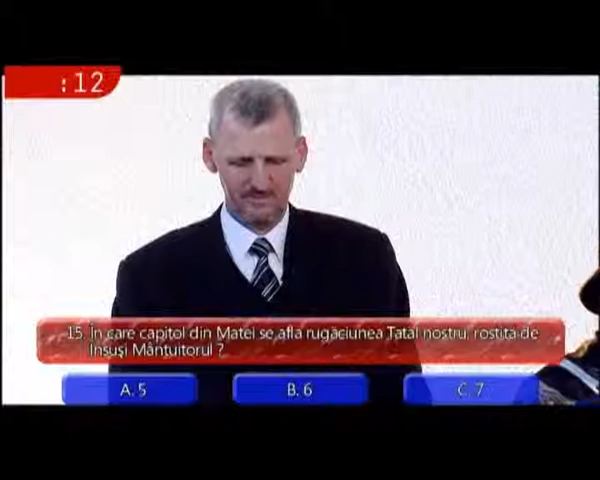 :12
15. În care capitol din Matei se află rugăciunea Tatăl nostru, rostită de
Însuși Mântuitorul ?
A. 5
B. 6
C. 7